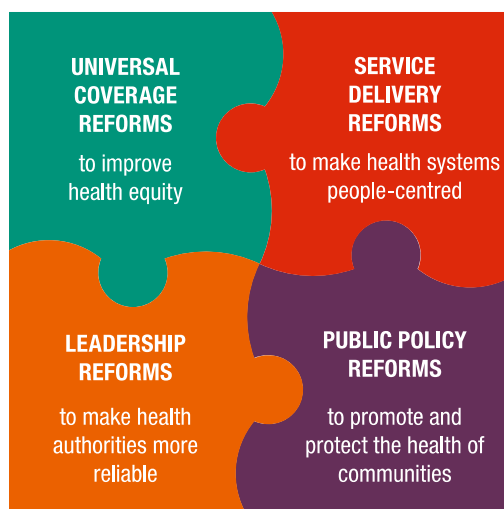 UNIVERSAL
COVERAGE
REFORMS
to improve
health equity
SERVICE
DELIVERY
REFORMS
to make health systems
people-centred
LEADERSHIP
REFORMS
to make health
authorities more
reliable
PUBLIC POLICY
REFORMS
to promote and
protect the health of
communities